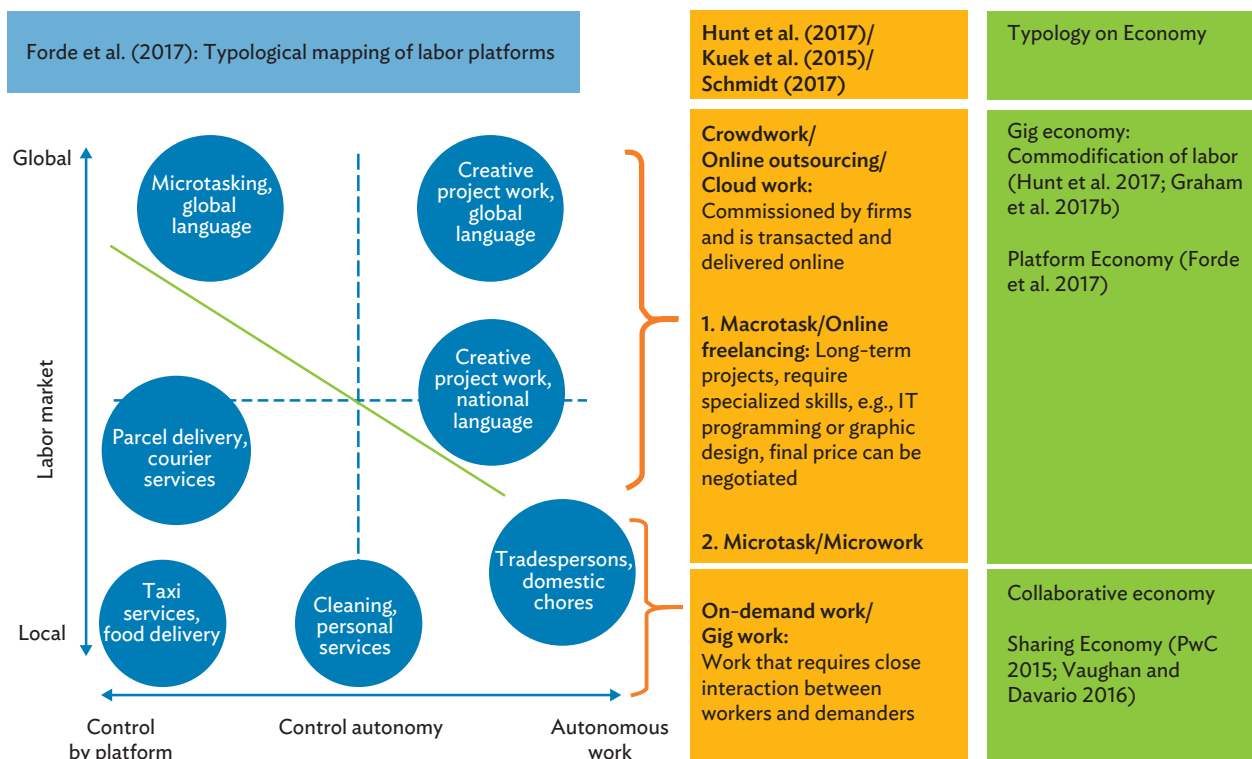 Forde et al. (2017): Typological mapping of labor platforms
Hunt et al. (2017)/
Kuek et al. (2015)/
Schmidt (2017)
Typology on Economy
Global
Labor market
Local
Microtasking,
global
language
Creative
project work,
global
language
Creative
project work,
national
language
Parcel delivery,
courier
services
Tradespersons,
domestic
chores
Taxi
services,
food delivery
Cleaning,
personal
services
Control
by platform
Control autonomy
Autonomous
work
Crowdwork/
Online outsourcing/
Cloud work:
Commissioned by firms
and is transacted and
delivered online
1. Macrotask/Online
freelancing: Long-term
projects, require
specialized skills, e.g., IT
programming or graphic
design, final price can be
negotiated
2. Microtask/Microwork
On-demand work/
Gig work:
Work that requires close
interaction between
workers and demanders
Gig economy:
Commodification of labor
(Hunt et al. 2017; Graham
et al. 2017b)
Platform Economy (Forde
et al. 2017)
Collaborative economy
Sharing Economy (PwC
2015; Vaughan and
Davario 2016)